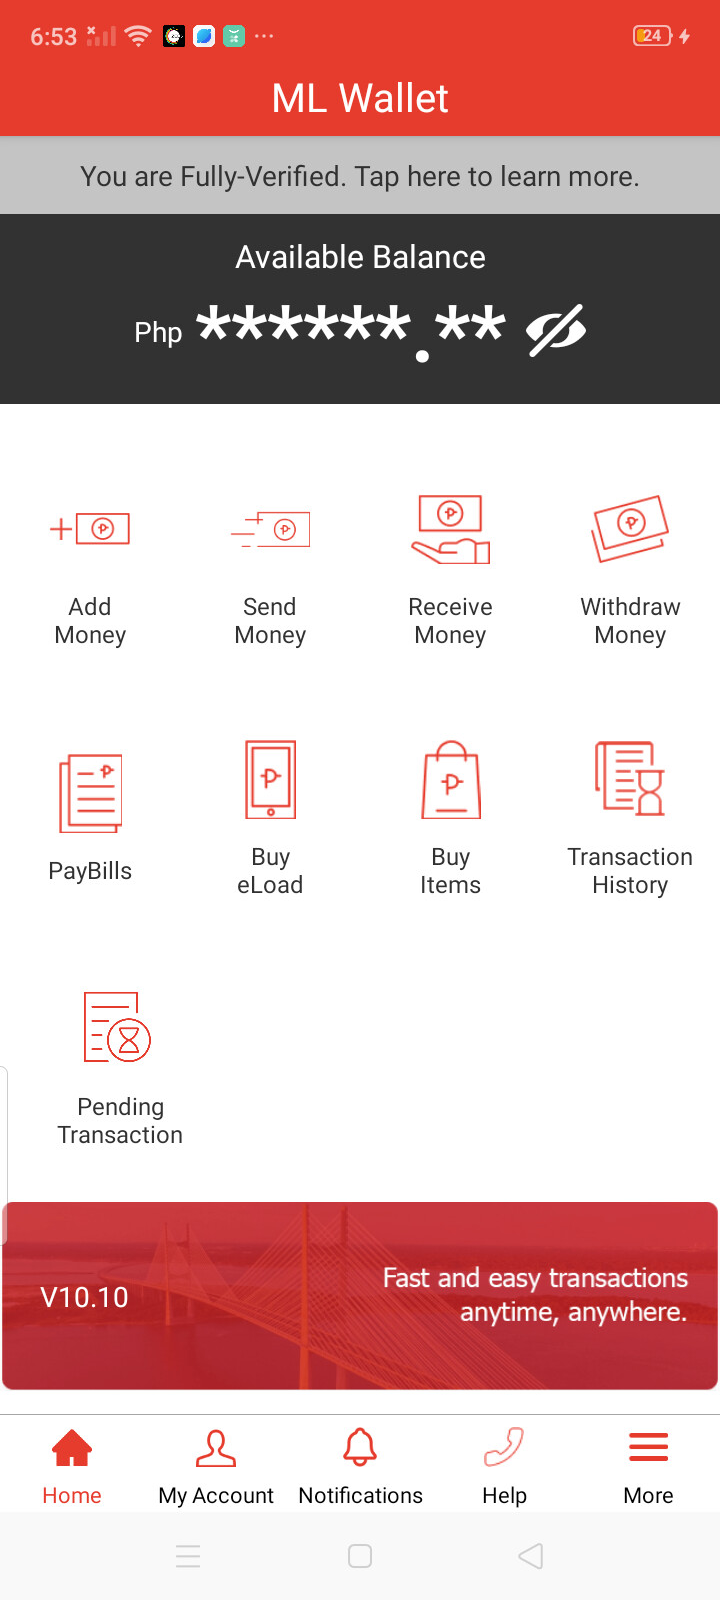 6:53
24
ML Wallet
You are Fully-Verified. Tap here to learn more.
Available Balance
Php ******.**
Add
Money
Send
Money
Receive
Money
Withdraw
Money
PayBills
Buy
eLoad
Buy
Items
Transaction
History
Pending
Transaction
V10.10
Fast and easy transactions
anytime, anywhere.
Home
My Account
Notifications
Help
More